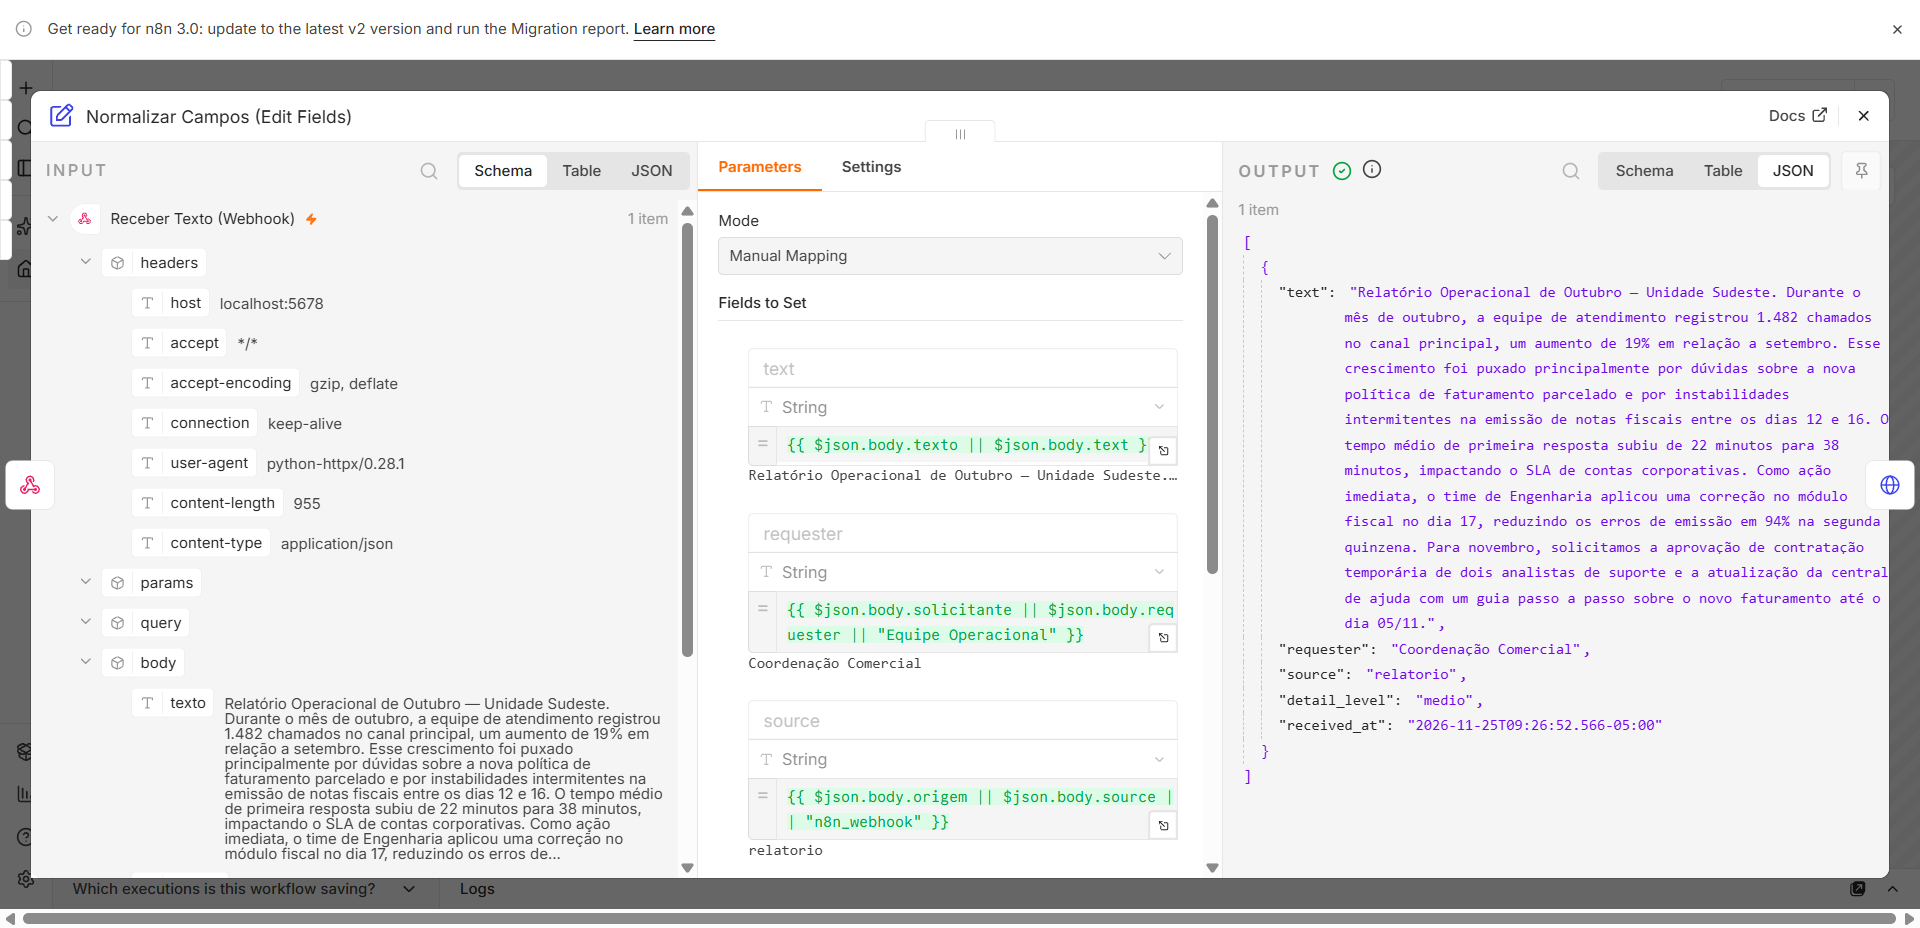 Get ready for n8n 3.0: update to the latest v2 version and run the Migration report. Learn more
Normalizar Campos (Edit Fields)
Docs
INPUT
Schema
Table
JSON
Receber Texto (Webhook)
1 item
headers
host
localhost:5678
accept
*/*
accept-encoding
gzip, deflate
connection
keep-alive
user-agent
python-httpx/0.28.1
content-length
955
content-type
application/json
params
query
body
texto
Relatório Operacional de Outubro — Unidade Sudeste.
Durante o mês de outubro, a equipe de atendimento registrou
1.482 chamados no canal principal, um aumento de 19% em
relação a setembro. Esse crescimento foi puxado
principalmente por dúvidas sobre a nova política de
faturamento parcelado e por instabilidades intermitentes na
emissão de notas fiscais entre os dias 12 e 16. O tempo médio
de primeira resposta subiu de 22 minutos para 38 minutos,
impactando o SLA de contas corporativas. Como ação
imediata, o time de Engenharia aplicou uma correção no
módulo fiscal no dia 17, reduzindo os erros de...
Parameters
Settings
Mode
Manual Mapping
Fields to Set
text
String
= {{ $json.body.texto || $json.body.text }
Relatório Operacional de Outubro — Unidade Sudeste.…
requester
String
= {{ $json.body.solicitante || $json.body.req
uester || "Equipe Operacional" }}
Coordenação Comercial
source
String
= {{ $json.body.origem || $json.body.source |
| "n8n_webhook" }}
relatorio
OUTPUT
Schema
Table
JSON
1 item
[
{
"text": "Relatório Operacional de Outubro — Unidade Sudeste. Durante o
mês de outubro, a equipe de atendimento registrou 1.482 chamados
no canal principal, um aumento de 19% em relação a setembro. Esse
crescimento foi puxado principalmente por dúvidas sobre a nova
política de faturamento parcelado e por instabilidades
intermitentes na emissão de notas fiscais entre os dias 12 e 16. O
tempo médio de primeira resposta subiu de 22 minutos para 38
minutos, impactando o SLA de contas corporativas. Como ação
imediata, o time de Engenharia aplicou uma correção no módulo
fiscal no dia 17, reduzindo os erros de emissão em 94% na segunda
quinzena. Para novembro, solicitamos a aprovação de contratação
temporária de dois analistas de suporte e a atualização da central
de ajuda com um guia passo a passo sobre o novo faturamento até o
dia 05/11.",
"requester": "Coordenação Comercial",
"source": "relatorio",
"detail_level": "medio",
"received_at": "2026-11-25T09:26:52.566-05:00"
}
]
Which executions is this workflow saving?
Logs